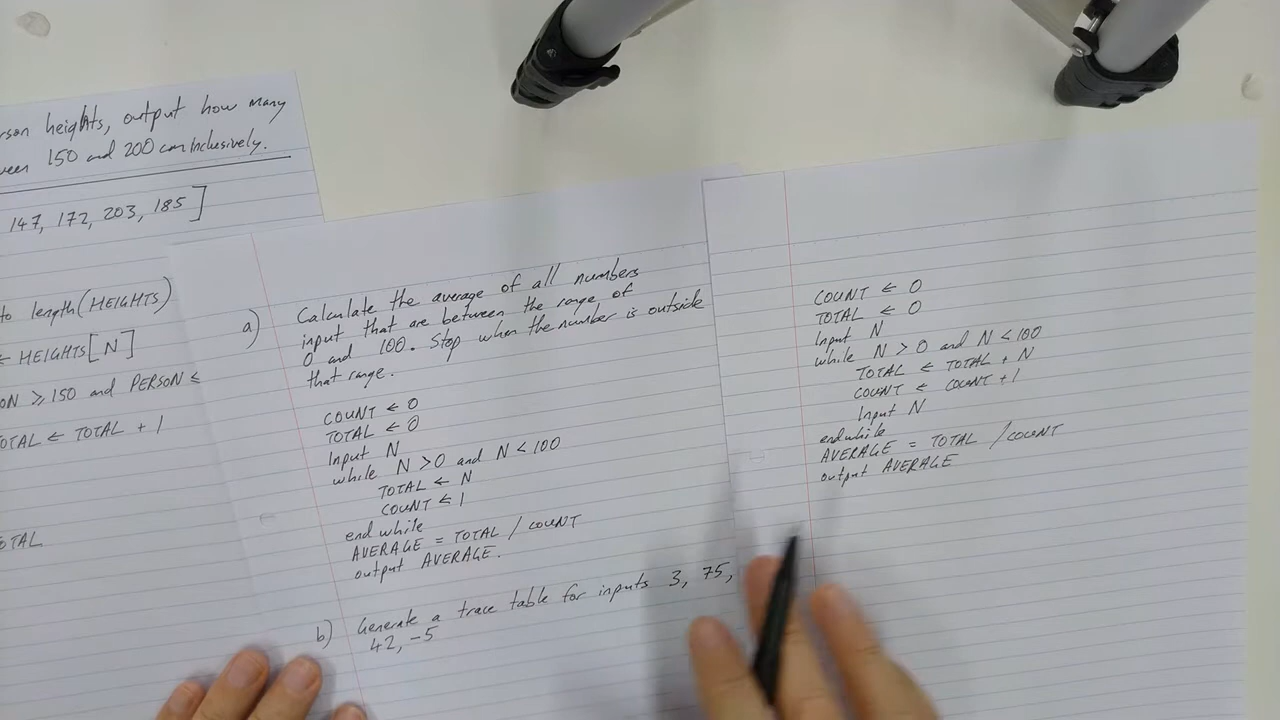 rson heights, output how many
ween 150 and 200 cm inclusively.
147, 172, 203, 185]
to length(HEIGHTS)
← HEIGHTS[N]
ON ≥ 150 and PERSON ≤
OTAL ← TOTAL + 1
OTAL
a) Calculate the average of all numbers
input that are between the range of
0 and 100. Stop when the number is outside
that range.
COUNT ← 0
TOTAL ← 0
Input N
while N > 0 and N < 100
TOTAL ← N
COUNT ← 1
end while
AVERAGE = TOTAL / COUNT
output AVERAGE.
b) Generate a trace table for inputs 3, 75,
42, -5
COUNT ← 0
TOTAL ← 0
Input N
while N > 0 and N < 100
TOTAL ← TOTAL + N
COUNT ← COUNT + 1
Input N
endwhile
AVERAGE = TOTAL / COUNT
output AVERAGE